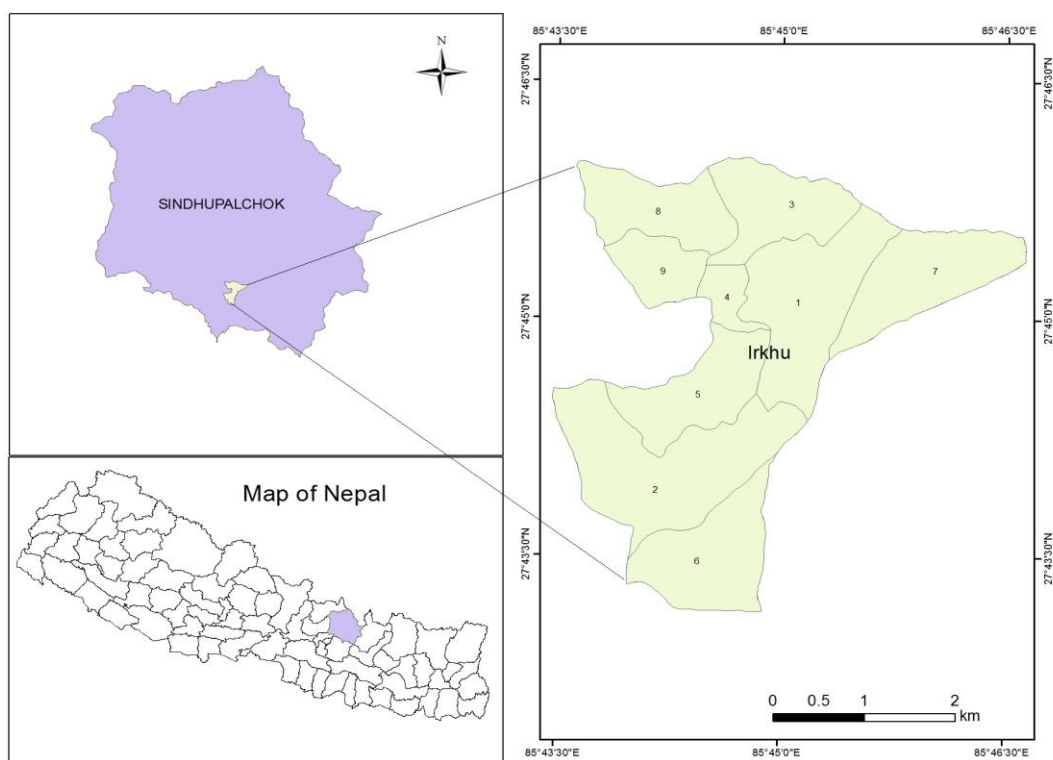 N
SINDHUPALCHOK
Map of Nepal
85°43'30"E
85°45'0"E
85°46'30"E
27°46'30"N
27°46'30"N
8
3
9
7
4
1
27°45'0"N
27°45'0"N
Irkhu
5
2
27°43'30"N
27°43'30"N
6
0 0.5 1 2
km
85°43'30"E
85°45'0"E
85°46'30"E